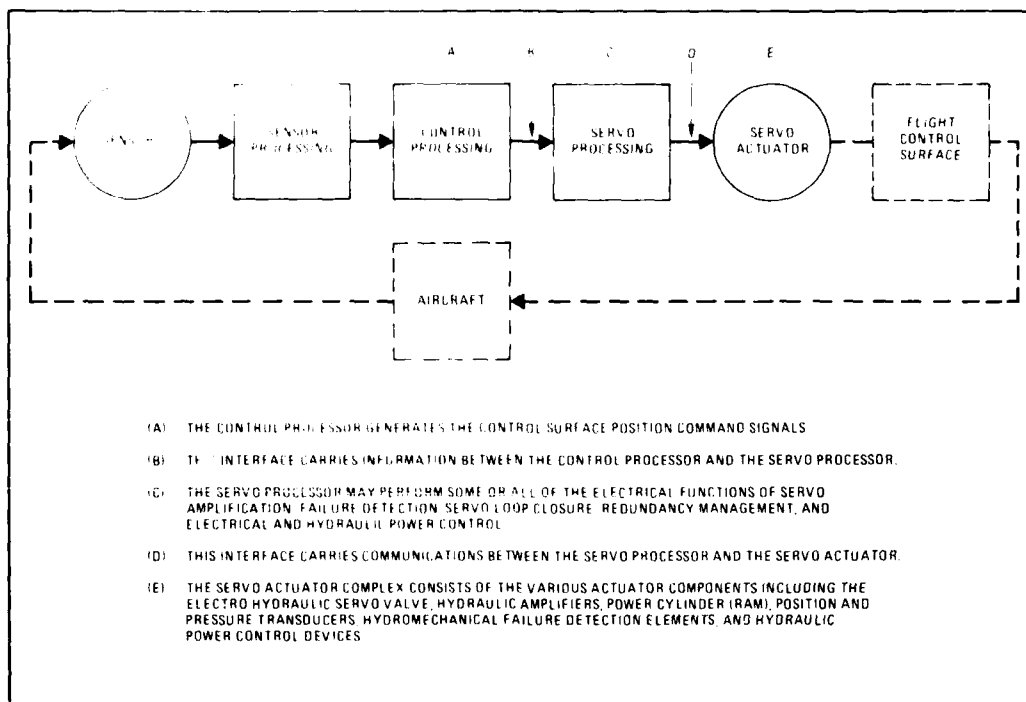 A B C D E
SENSOR
SENSOR
PROCESSING
CONTROL
PROCESSING
SERVO
PROCESSING
SERVO
ACTUATOR
FLIGHT
CONTROL
SURFACE
AIRCRAFT
(A) THE CONTROL PROCESSOR GENERATES THE CONTROL SURFACE POSITION COMMAND SIGNALS
(B) THE INTERFACE CARRIES INFORMATION BETWEEN THE CONTROL PROCESSOR AND THE SERVO PROCESSOR.
(C) THE SERVO PROCESSOR MAY PERFORM SOME OR ALL OF THE ELECTRICAL FUNCTIONS OF SERVO
AMPLIFICATION FAILURE DETECTION SERVO LOOP CLOSURE REDUNDANCY MANAGEMENT, AND
ELECTRICAL AND HYDRAULIC POWER CONTROL
(D) THIS INTERFACE CARRIES COMMUNICATIONS BETWEEN THE SERVO PROCESSOR AND THE SERVO ACTUATOR.
(E) THE SERVO ACTUATOR COMPLEX CONSISTS OF THE VARIOUS ACTUATOR COMPONENTS INCLUDING THE
ELECTRO HYDRAULIC SERVO VALVE, HYDRAULIC AMPLIFIERS, POWER CYLINDER (RAM), POSITION AND
PRESSURE TRANSDUCERS, HYDROMECHANICAL FAILURE DETECTION ELEMENTS, AND HYDRAULIC
POWER CONTROL DEVICES